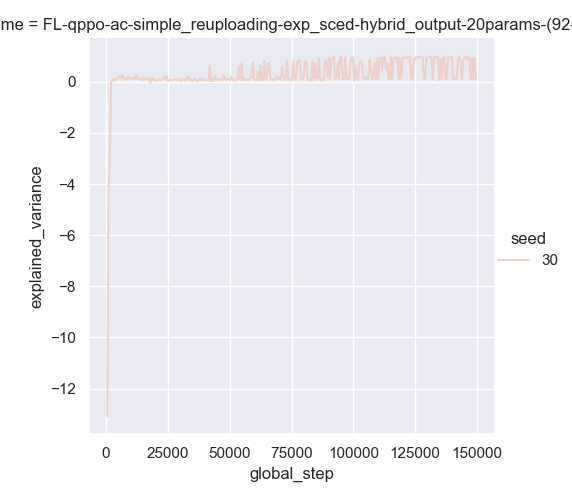 me = FL-qppo-ac-simple_reuploading-exp_sced-hybrid_output-20params-(92-
0
−2
−4
−6
−8
−10
−12
explained_variance
seed
30
0 25000 50000 75000 100000 125000 150000
global_step